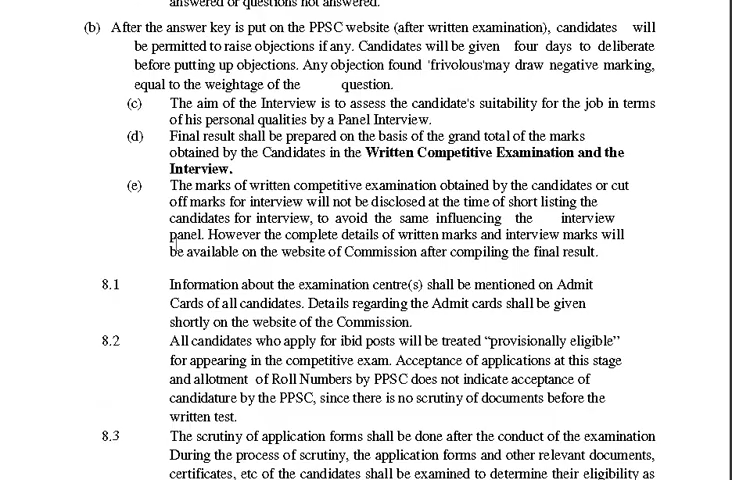 answered or questions not answered.
(b) After the answer key is put on the PPSC website (after written examination), candidates will
be permitted to raise objections if any. Candidates will be given four days to deliberate
before putting up objections. Any objection found 'frivolous'may draw negative marking,
equal to the weightage of the question.
(c) The aim of the Interview is to assess the candidate's suitability for the job in terms
of his personal qualities by a Panel Interview.
(d) Final result shall be prepared on the basis of the grand total of the marks
obtained by the Candidates in the Written Competitive Examination and the
Interview.
(e) The marks of written competitive examination obtained by the candidates or cut
off marks for interview will not be disclosed at the time of short listing the
candidates for interview, to avoid the same influencing the interview
panel. However the complete details of written marks and interview marks will
be available on the website of Commission after compiling the final result.
8.1 Information about the examination centre(s) shall be mentioned on Admit
Cards of all candidates. Details regarding the Admit cards shall be given
shortly on the website of the Commission.
8.2 All candidates who apply for ibid posts will be treated “provisionally eligible”
for appearing in the competitive exam. Acceptance of applications at this stage
and allotment of Roll Numbers by PPSC does not indicate acceptance of
candidature by the PPSC, since there is no scrutiny of documents before the
written test.
8.3 The scrutiny of application forms shall be done after the conduct of the examination
During the process of scrutiny, the application forms and other relevant documents,
certificates, etc of the candidates shall be examined to determine their eligibility as